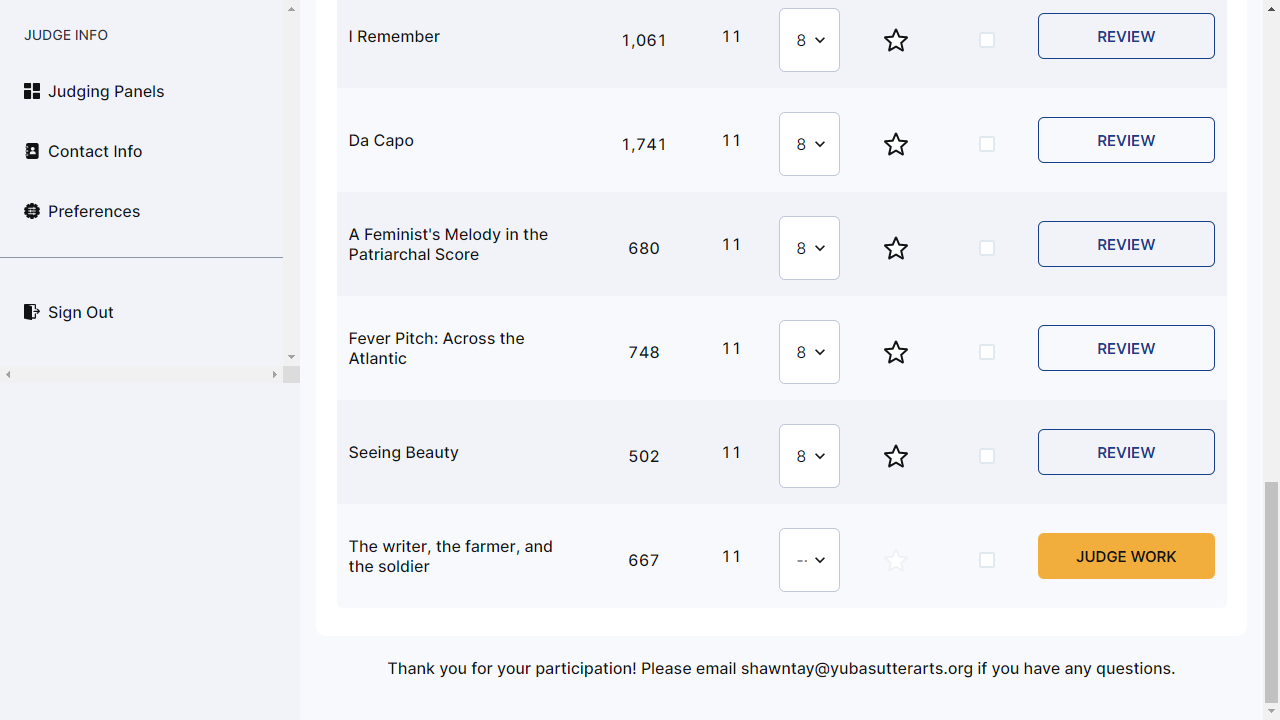 JUDGE INFO
Judging Panels
Contact Info
Preferences
Sign Out
I Remember 1,061 11 8 REVIEW
Da Capo 1,741 11 8 REVIEW
A Feminist's Melody in the
Patriarchal Score 680 11 8 REVIEW
Fever Pitch: Across the
Atlantic 748 11 8 REVIEW
Seeing Beauty 502 11 8 REVIEW
The writer, the farmer, and
the soldier 667 11 -- JUDGE WORK
Thank you for your participation! Please email shawntay@yubasutterarts.org if you have any questions.